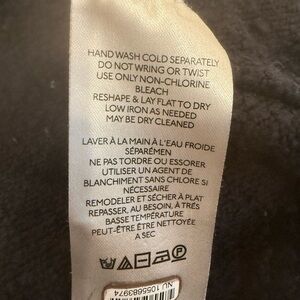 HAND WASH COLD SEPARATELY
DO NOT WRING OR TWIST
USE ONLY NON-CHLORINE
BLEACH
RESHAPE & LAY FLAT TO DRY
LOW IRON AS NEEDED
MAY BE DRY CLEANED
LAVER À LA MAIN À L'EAU FROIDE
SÉPARÉMEN
NE PAS TORDRE OU ESSORER
UTILISER UN AGENT DE
BLANCHIMENT SANS CHLORE SI
NÉCESSAIRE
REMODELER ET SÉCHER À PLAT
REPASSER, AU BESOIN, À TRÈS
BASSE TEMPÉRATURE
PEUT-ÊTRE ÊTRE NETTOYÉE
A SEC
NU 1055683974